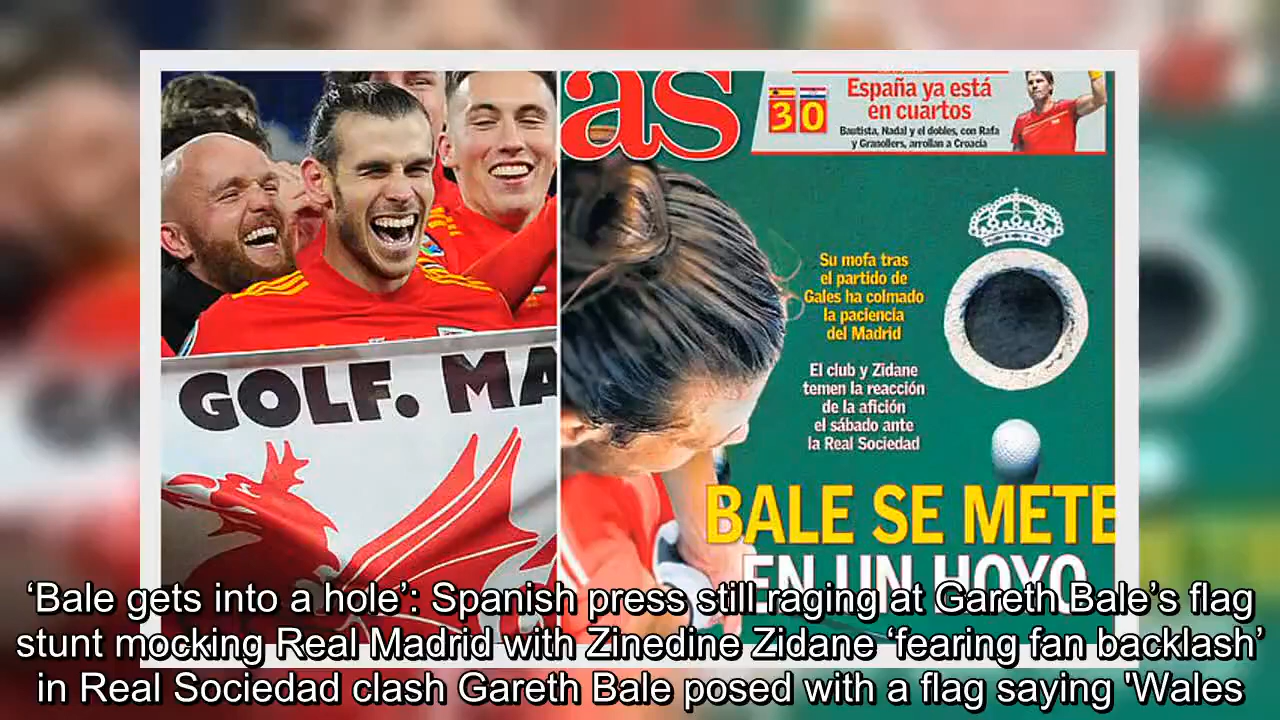 GOLF. MA
as
3 0
España ya está
en cuartos
Bautista, Nadal y el dobles, con Rafa
y Granollers, arrollan a Croacia
Su mofa tras
el partido de
Gales ha colmado
la paciencia
del Madrid
El club y Zidane
temen la reacción
de la afición
el sábado ante
la Real Sociedad
BALE SE METE
EN UN HOYO
‘Bale gets into a hole’: Spanish press still raging at Gareth Bale’s flag
stunt mocking Real Madrid with Zinedine Zidane ‘fearing fan backlash’
in Real Sociedad clash Gareth Bale posed with a flag saying 'Wales